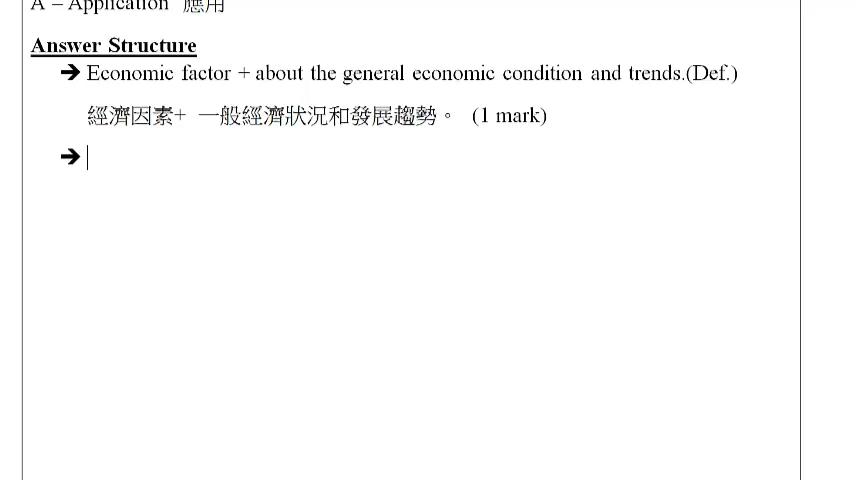 A – Application 應用
Answer Structure
➔ Economic factor + about the general economic condition and trends.(Def.)
經濟因素+ 一般經濟狀況和發展趨勢。 (1 mark)
➔